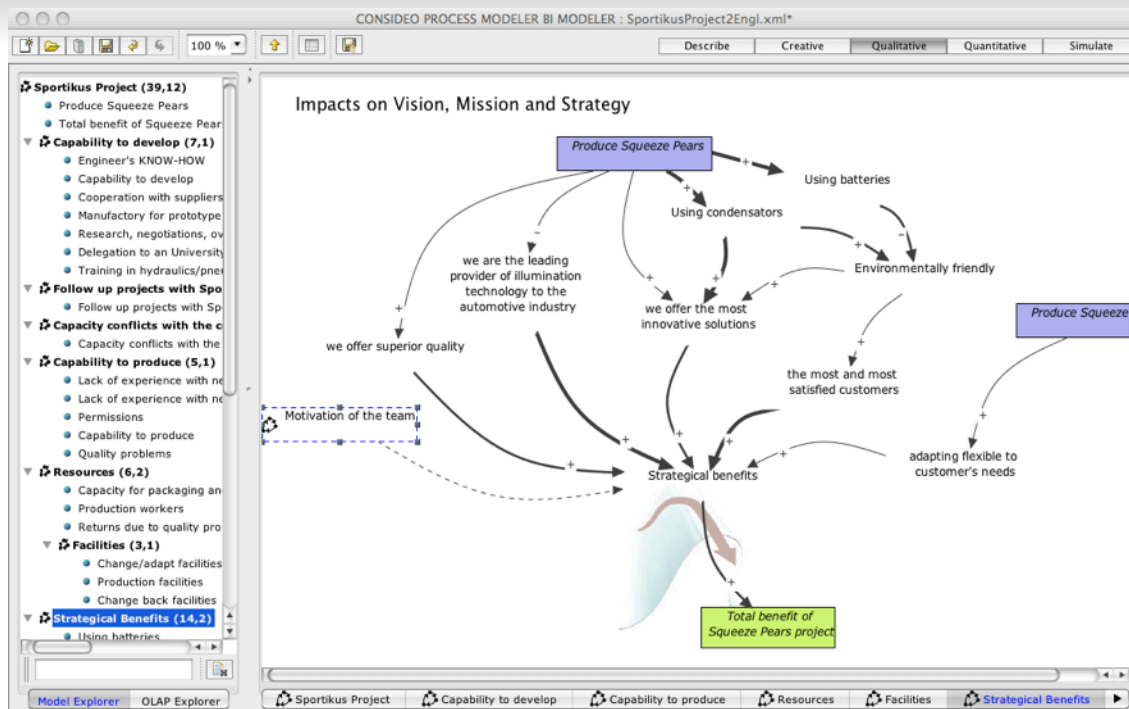 CONSIDEO PROCESS MODELER BI MODELER : SportikusProject2Engl.xml*
100 %
Describe
Creative
Qualitative
Quantitative
Simulate
Sportikus Project (39,12)
Produce Squeeze Pears
Total benefit of Squeeze Pear
Capability to develop (7,1)
Engineer's KNOW-HOW
Capability to develop
Cooperation with suppliers
Manufactory for prototype
Research, negotiations, ov
Delegation to an University
Training in hydraulics/pneu
Follow up projects with Spo
Follow up projects with Sp
Capacity conflicts with the c
Capacity conflicts with the
Capability to produce (5,1)
Lack of experience with ne
Lack of experience with ne
Permissions
Capability to produce
Quality problems
Resources (6,2)
Capacity for packaging an
Production workers
Returns due to quality pro
Facilities (3,1)
Change/adapt facilities
Production facilities
Change back facilities
Strategical Benefits (14,2)
Using batteries
Model Explorer
OLAP Explorer
Impacts on Vision, Mission and Strategy
Produce Squeeze Pears
+
Using batteries
+
Using condensators
–
+
–
we are the leading
provider of illumination
technology to the
automotive industry
Environmentally friendly
+
+
+
+
we offer the most
innovative solutions
Produce Squeeze
we offer superior quality
+
the most and most
satisfied customers
Motivation of the team
+
+
+
+
+
adapting flexible to
customer's needs
+
Strategical benefits
+
Total benefit of
Squeeze Pears project
Sportikus Project
Capability to develop
Capability to produce
Resources
Facilities
Strategical Benefits